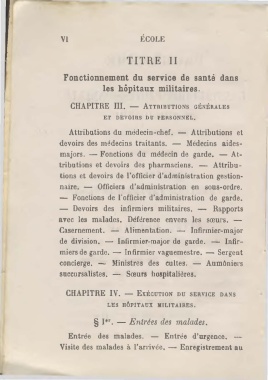 VI ÉCOLE
TITRE II
Fonctionnement du service de santé dans
les hôpitaux militaires.
CHAPITRE III. — ATTRIBUTIONS GÉNÉRALES
ET DEVOIRS DU PERSONNEL.
Attributions du médecin-chef. — Attributions et
devoirs des médecins traitants. — Médecins aides-
majors. — Fonctions du médecin de garde. — At-
tributions et devoirs des pharmaciens. — Attribu-
tions et devoirs de l'officier d'administration gestion-
naire. — Officiers d'administration en sous-ordre.
— Fonctions de l'officier d'administration de garde.
— Devoirs des infirmiers militaires. — Rapports
avec les malades. Déférence envers les sœurs. —
Casernement. — Alimentation. — Infirmier-major
de division. — Infirmier-major de garde. — Infir-
miers de garde. — Infirmier vaguemestre. — Sergent
concierge. — Ministres des cultes. — Aumôniers
succursalistes. — Sœurs hospitalières.
CHAPITRE IV. — EXÉCUTION DU SERVICE DANS
LES HÔPITAUX MILITAIRES.
§ 1er. — Entrées des malades.
Entrée des malades. — Entrée d'urgence. —
Visite des malades à l'arrivée. — Enregistrement au